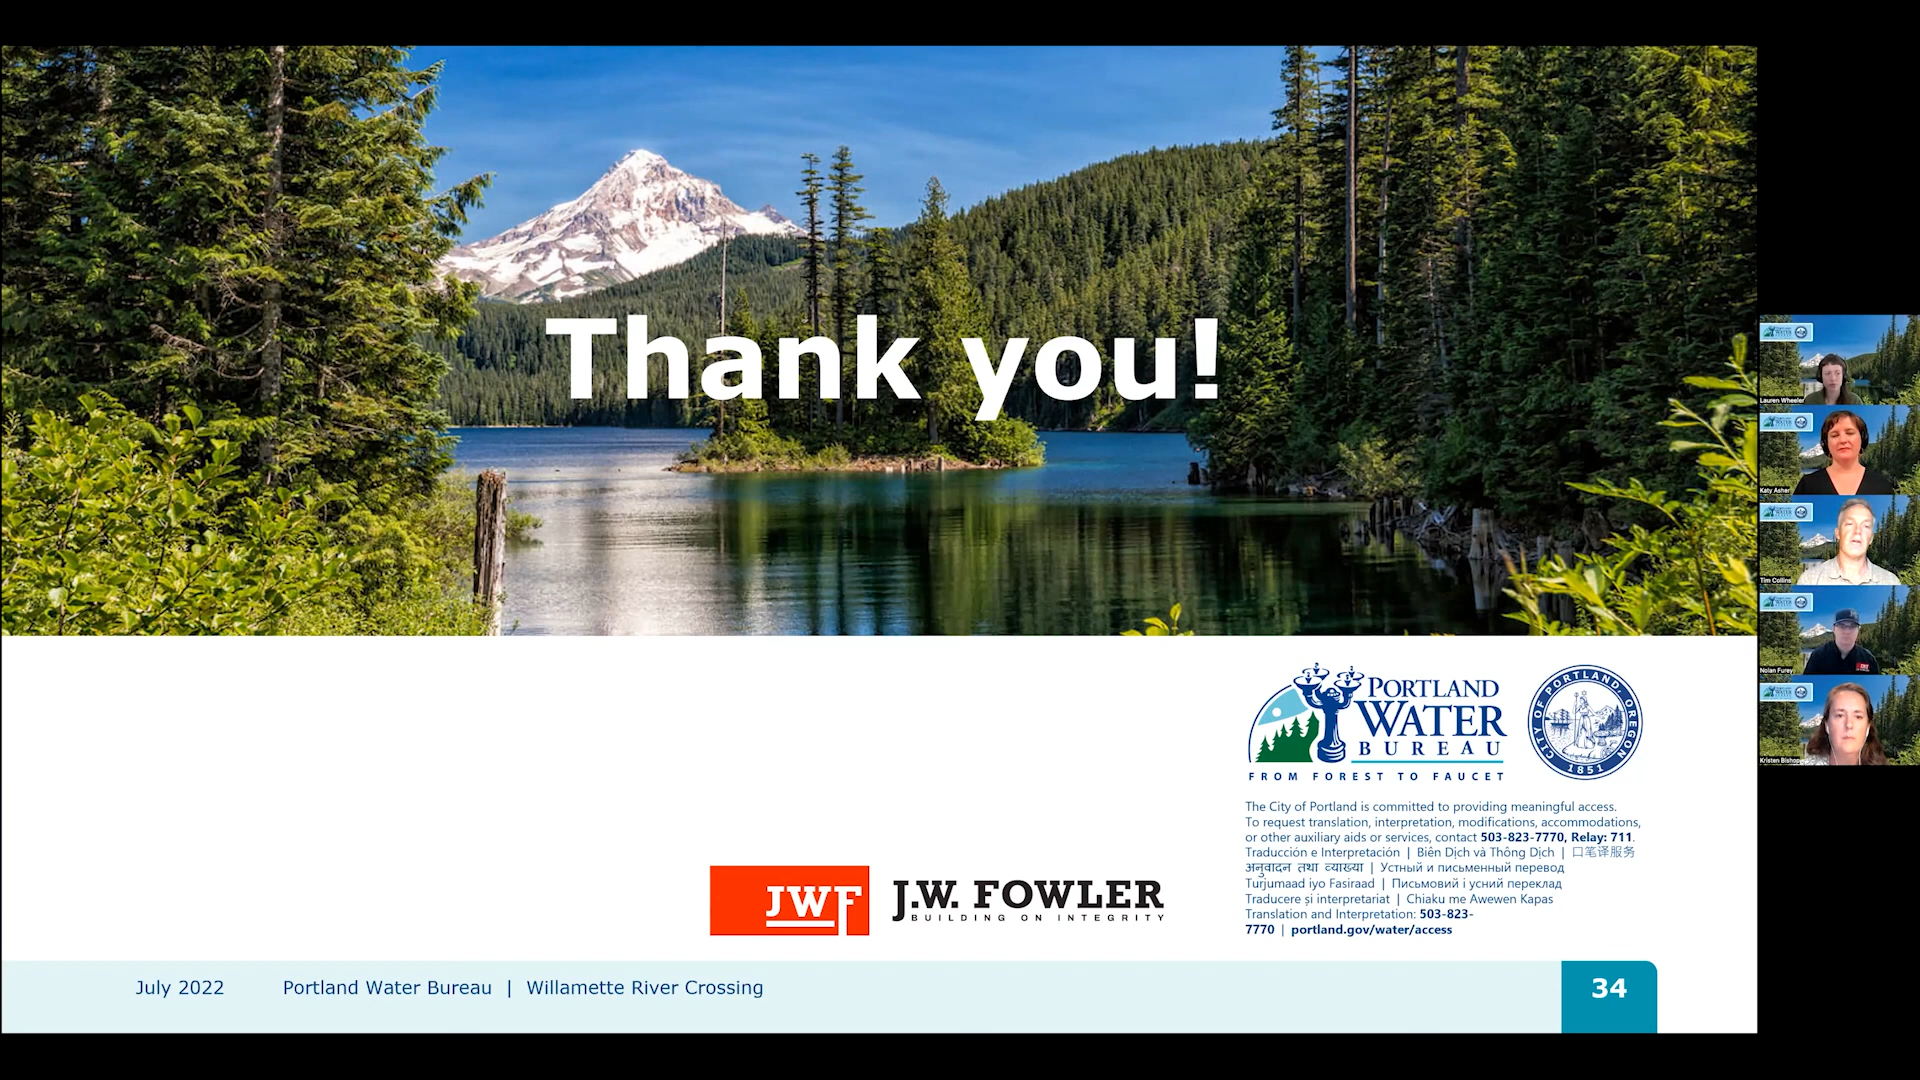 Thank you!
Lauren Wheeler
Katy Asher
Tim Collins
Nolan Furey
Kristen Bishop
PORTLAND
WATER
BUREAU
FROM FOREST TO FAUCET
CITY OF PORTLAND, OREGON
1851
The City of Portland is committed to providing meaningful access.
To request translation, interpretation, modifications, accommodations,
or other auxiliary aids or services, contact 503-823-7770, Relay: 711.
Traducción e Interpretación | Biên Dịch và Thông Dịch | 口笔译服务
अनुवादन तथा व्याख्या | Устный и письменный перевод
Turjumaad iyo Fasiraad | Письмовий і усний переклад
Traducere și interpretariat | Chiaku me Awewen Kapas
Translation and Interpretation: 503-823-
7770 | portland.gov/water/access
JWF
J.W. FOWLER
BUILDING ON INTEGRITY
July 2022
Portland Water Bureau | Willamette River Crossing
34